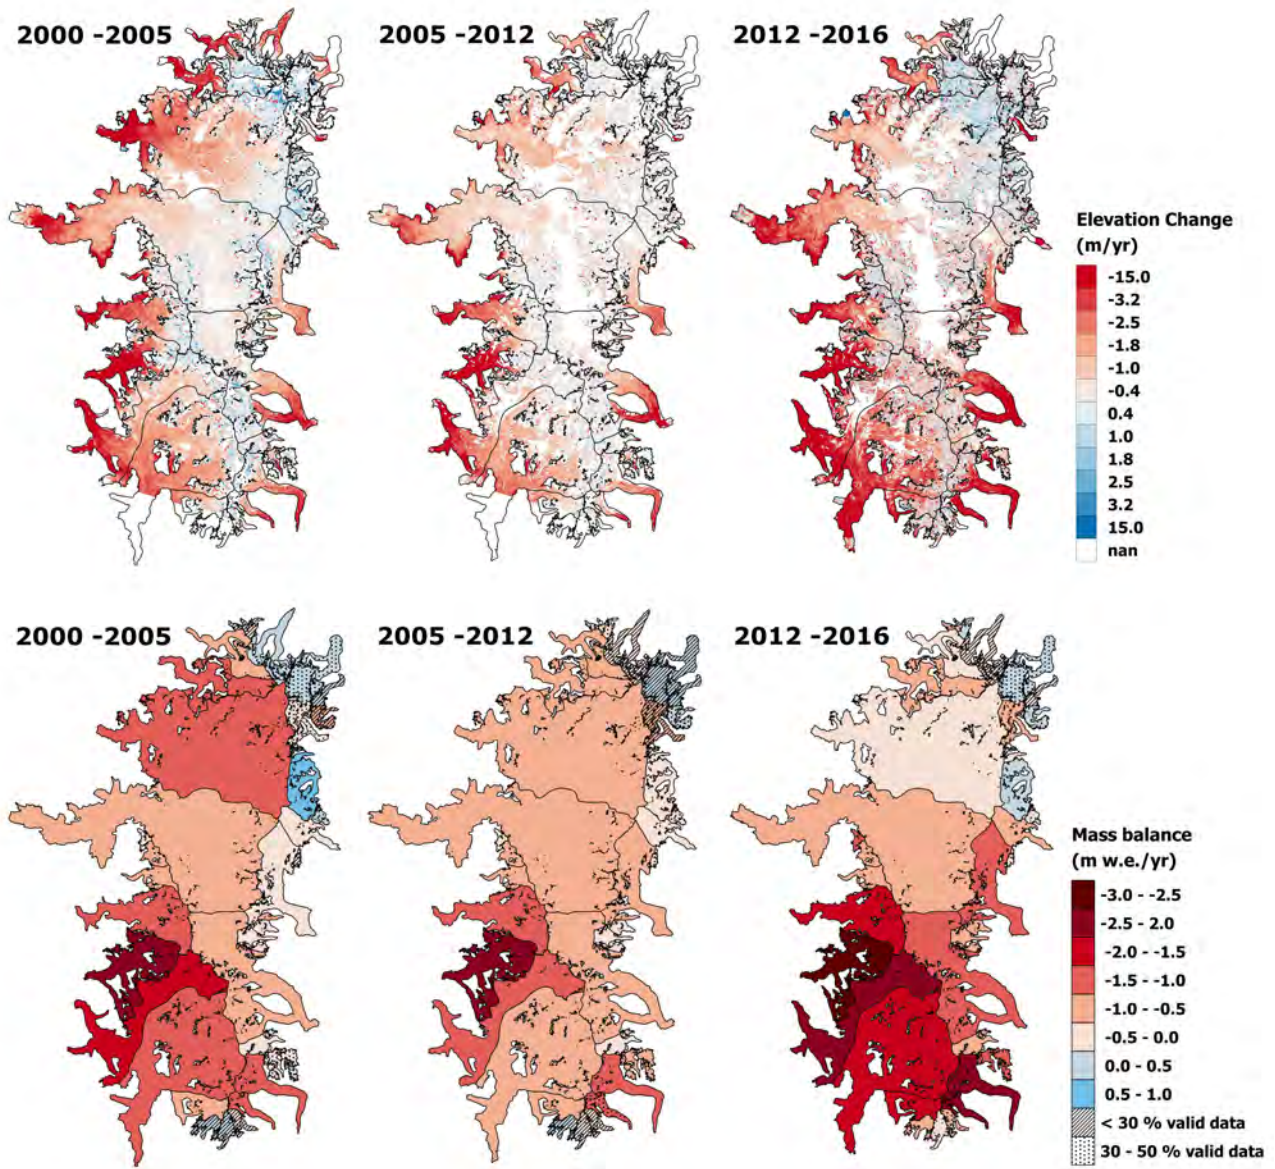 2000 -2005
2005 -2012
2012 -2016
Elevation Change
(m/yr)
-15.0
-3.2
-2.5
-1.8
-1.0
-0.4
0.4
1.0
1.8
2.5
3.2
15.0
nan
2000 -2005
2005 -2012
2012 -2016
Mass balance
(m w.e./yr)
-3.0 - -2.5
-2.5 - 2.0
-2.0 - -1.5
-1.5 - -1.0
-1.0 - -0.5
-0.5 - 0.0
0.0 - 0.5
0.5 - 1.0
< 30 % valid data
30 - 50 % valid data